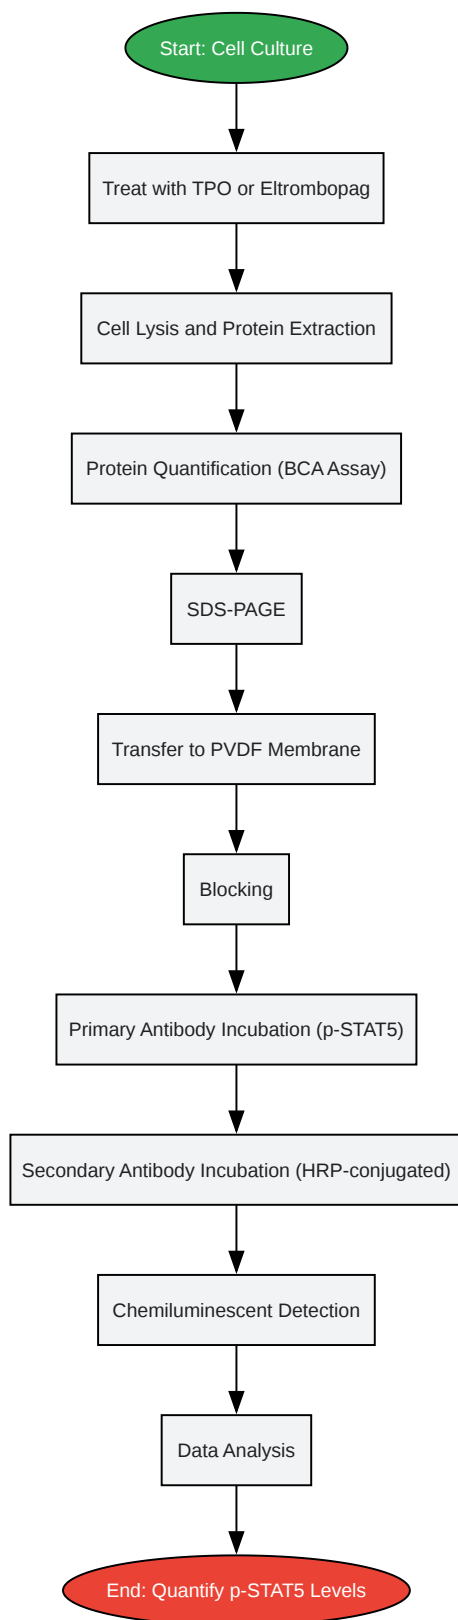 Start: Cell Culture
Treat with TPO or Eltrombopag
Cell Lysis and Protein Extraction
Protein Quantification (BCA Assay)
SDS-PAGE
Transfer to PVDF Membrane
Blocking
Primary Antibody Incubation (p-STAT5)
Secondary Antibody Incubation (HRP-conjugated)
Chemiluminescent Detection
Data Analysis
End: Quantify p-STAT5 Levels